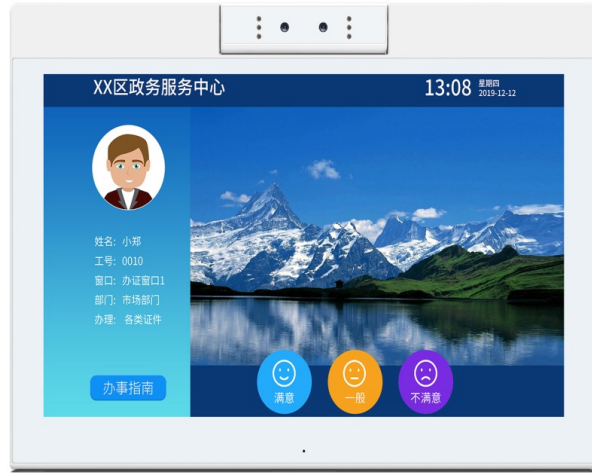 XX区政务服务中心
13:08
星期四
2019-12-12
姓名: 小郑
工号: 0010
窗口: 办证窗口1
部门: 市场部门
办理: 各类证件
办事指南
满意
一般
不满意